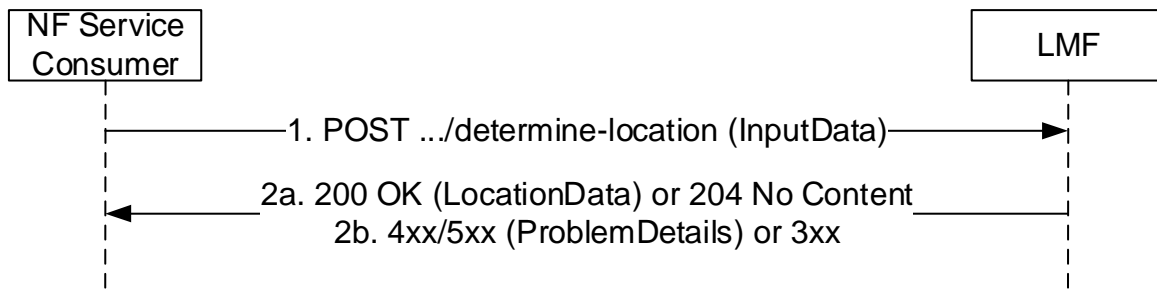 NF Service
Consumer
LMF
1. POST .../determine-location (InputData)
2a. 200 OK (LocationData) or 204 No Content
2b. 4xx/5xx (ProblemDetails) or 3xx